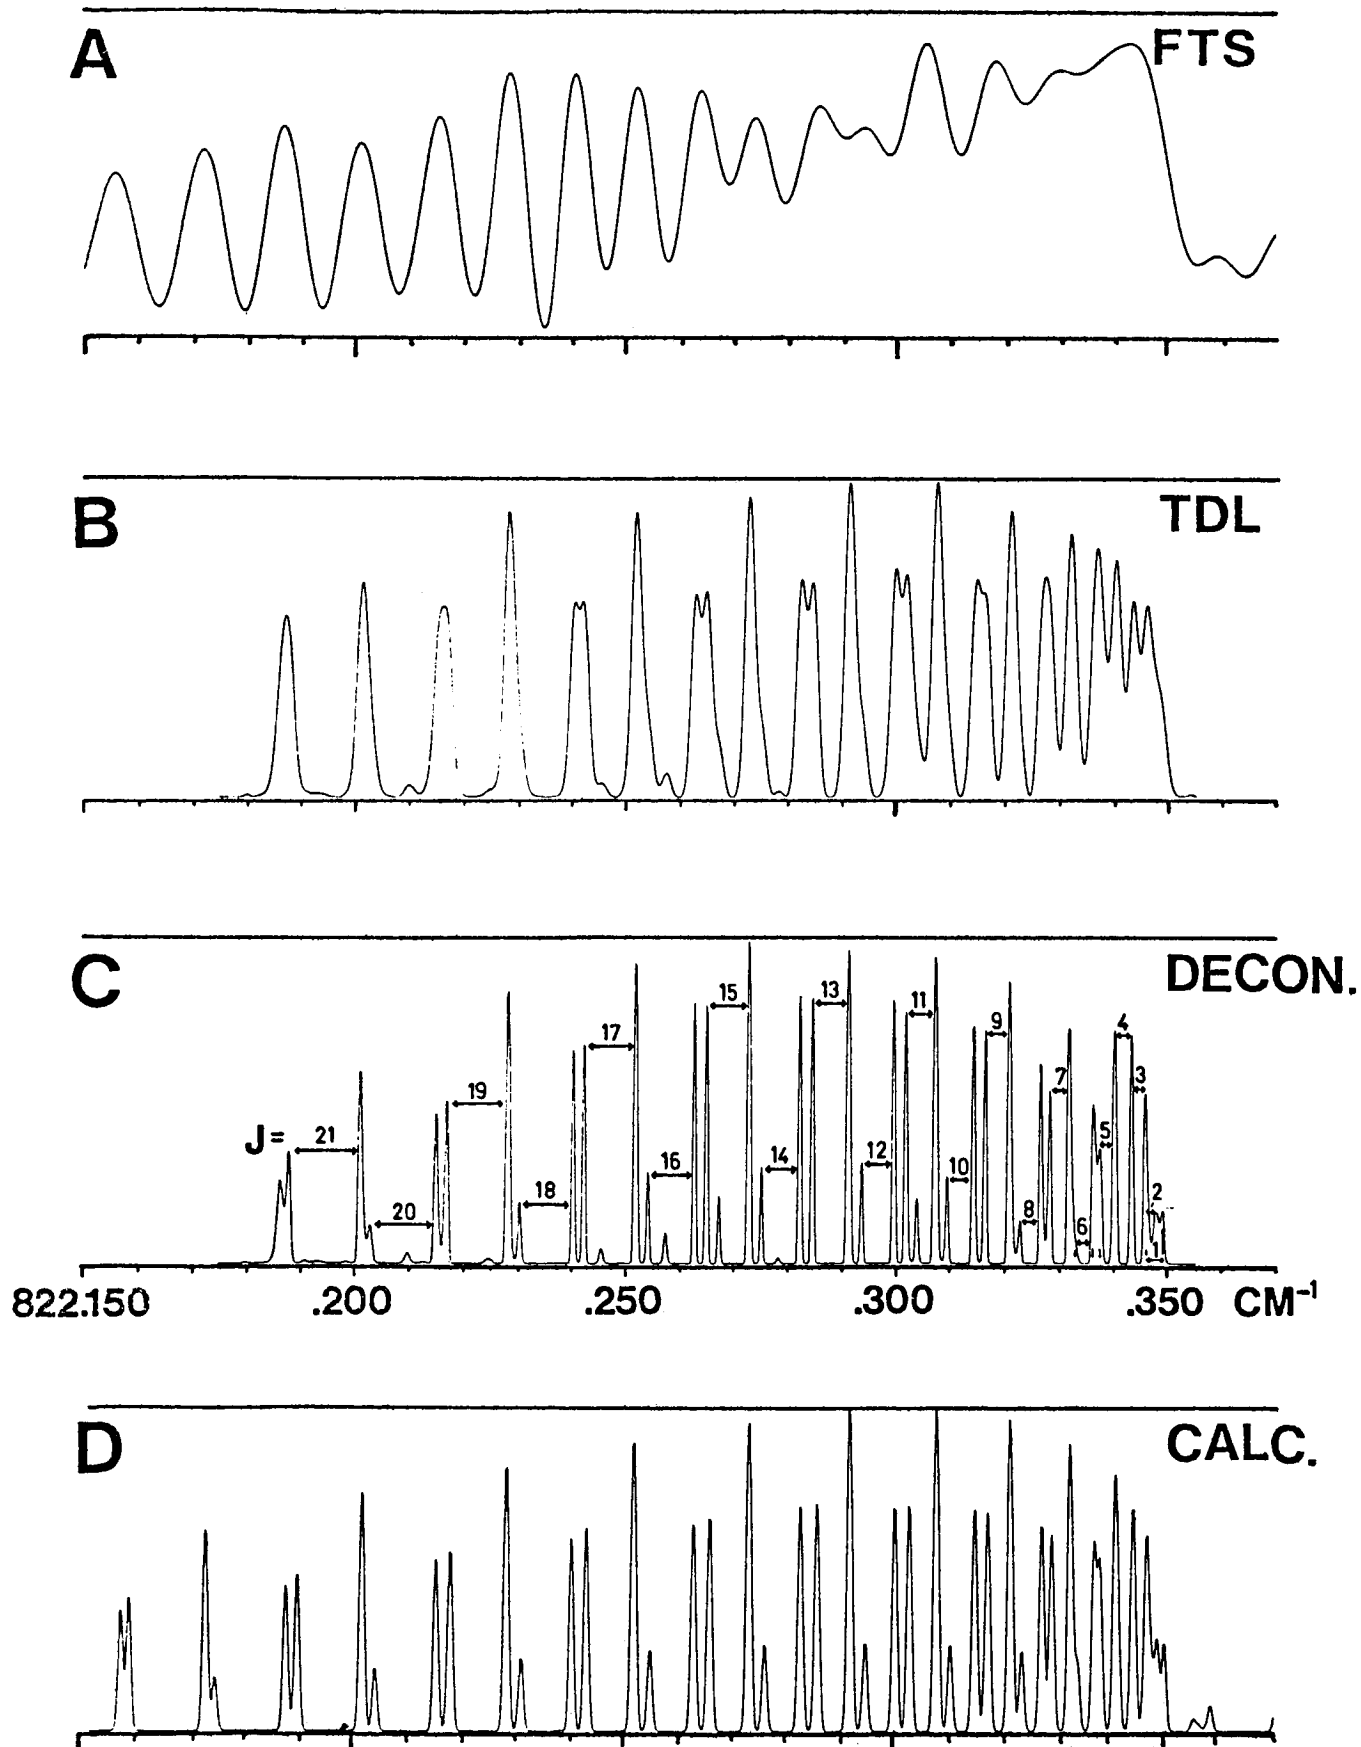 A FTS
B TDL
C DECON.
15 13 11 9 4
17 7 3
19 5
J= 21 16 14 12 10 2
20 18 8 6 1
822.150 .200 .250 .300 .350 CM⁻¹
D CALC.